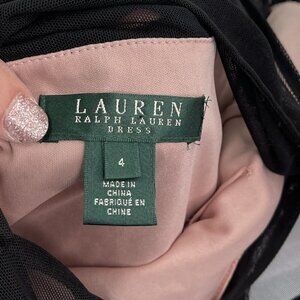 LAUREN
RALPH LAUREN
DRESS
4
MADE IN
CHINA
FABRIQUÉ EN
CHINE